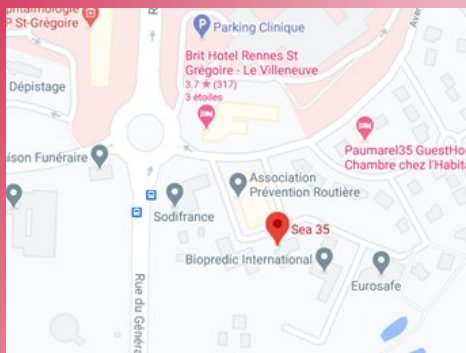 P St-Grégoire
Parking Clinique
Brit Hotel Rennes St
Grégoire - Le Villeneuve
3.7 ★ (317)
3 étoiles
Dépistage
Paumarel35 GuestHo
Chambre chez l'Habita
ison Funéraire
Association
Prévention Routière
Sodifrance
Sea 35
Biopredic International
Eurosafe
Rue du Généra